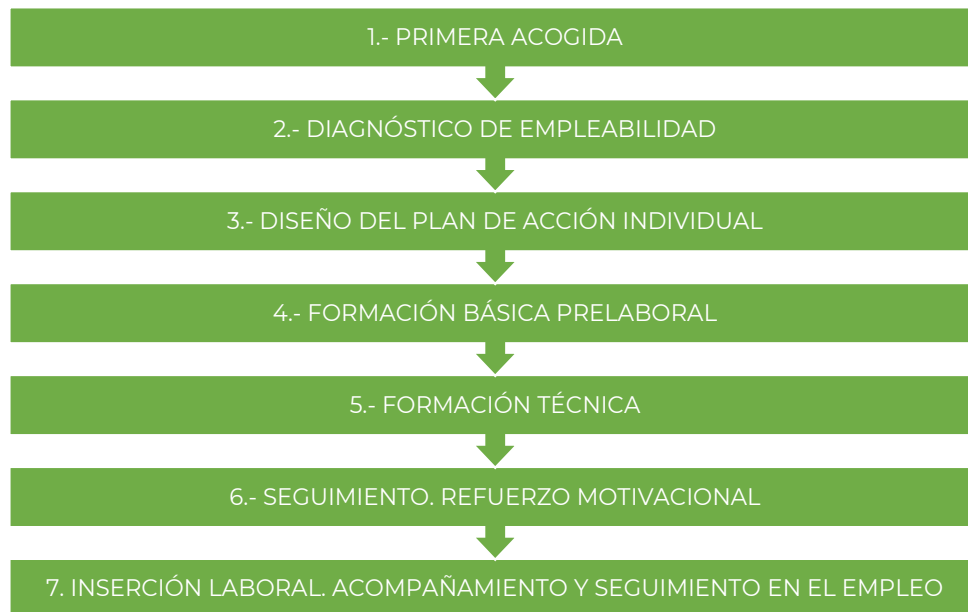 1.- PRIMERA ACOGIDA
2.- DIAGNÓSTICO DE EMPLEABILIDAD
3.- DISEÑO DEL PLAN DE ACCIÓN INDIVIDUAL
4.- FORMACIÓN BÁSICA PRELABORAL
5.- FORMACIÓN TÉCNICA
6.- SEGUIMIENTO. REFUERZO MOTIVACIONAL
7. INSERCIÓN LABORAL. ACOMPAÑAMIENTO Y SEGUIMIENTO EN EL EMPLEO